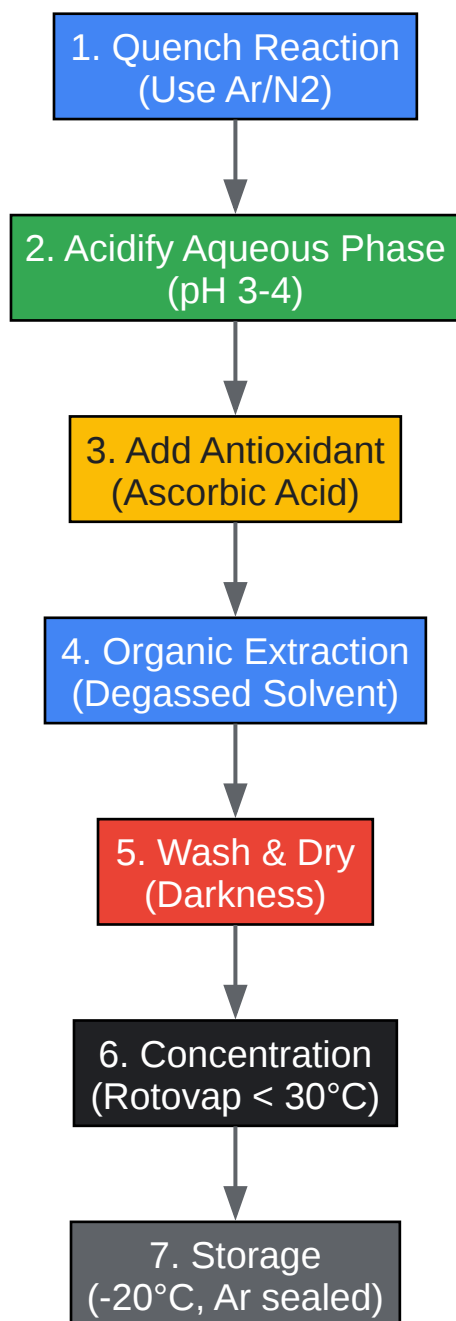 1. Quench Reaction
(Use Ar/N2)
2. Acidify Aqueous Phase
(pH 3-4)
3. Add Antioxidant
(Ascorbic Acid)
4. Organic Extraction
(Degassed Solvent)
5. Wash & Dry
(Darkness)
6. Concentration
(Rotovap < 30°C)
7. Storage
(-20°C, Ar sealed)